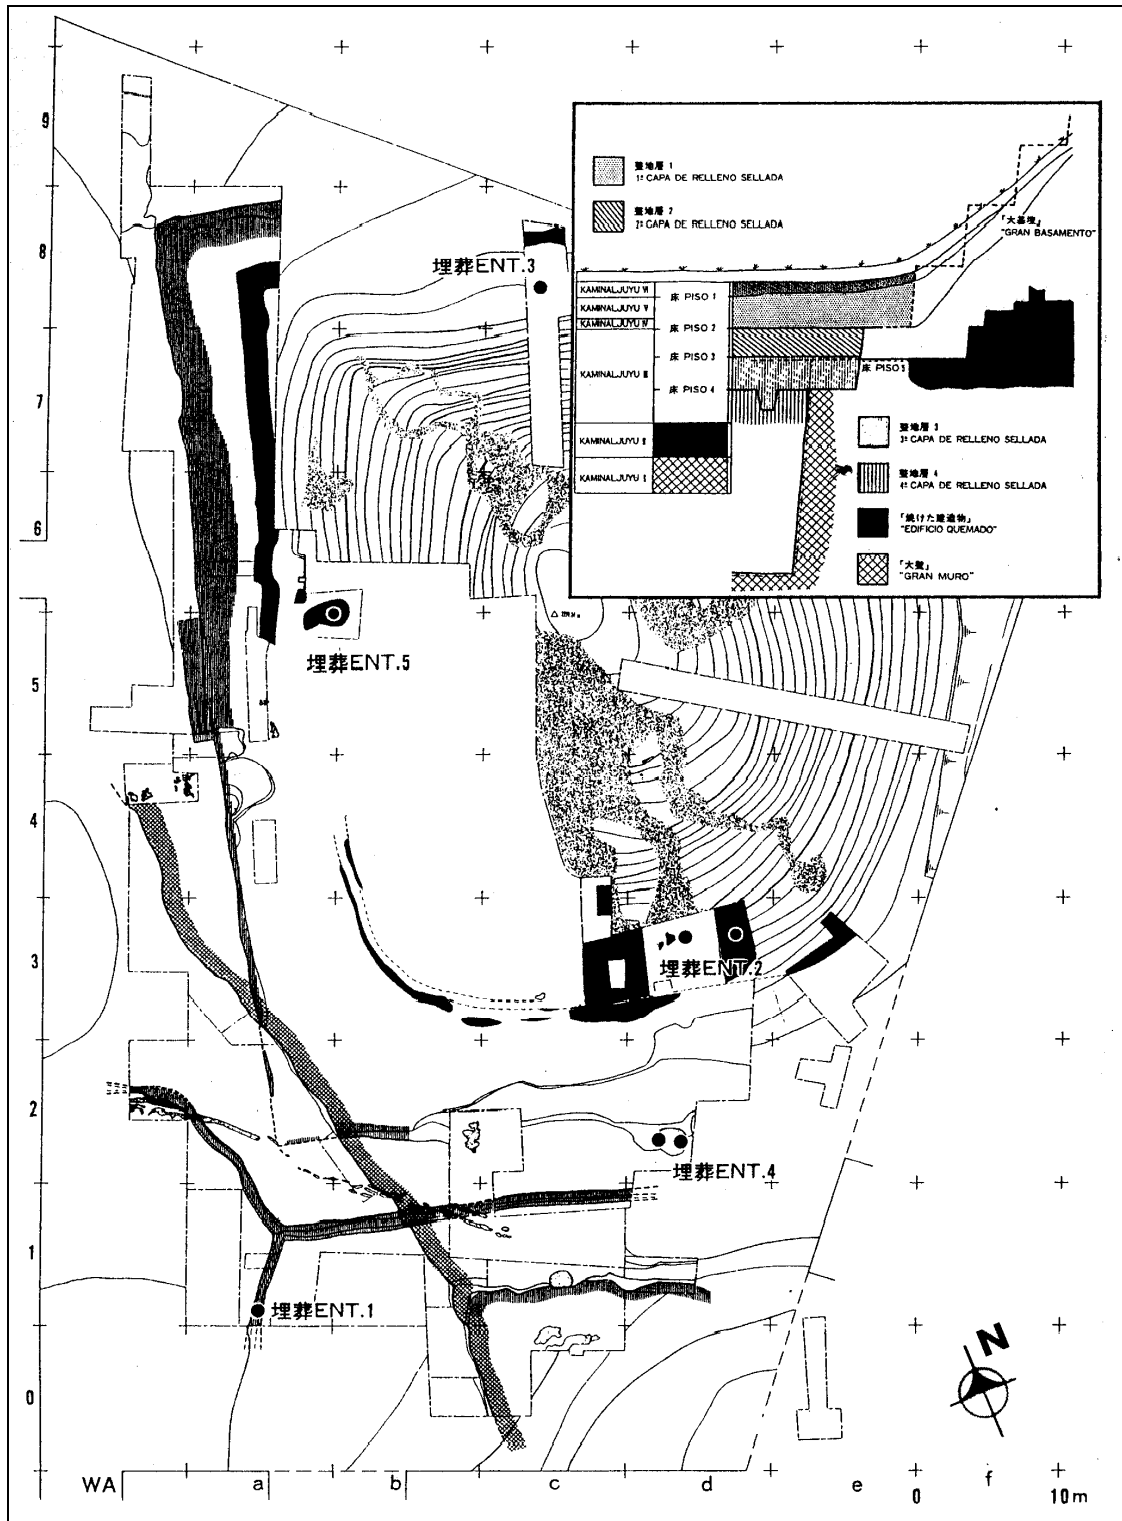 9
8
7
6
5
4
3
2
1
0
整地層 1
1ª CAPA DE RELLENO SELLADA
整地層 2
2ª CAPA DE RELLENO SELLADA
「大基壇」
"GRAN BASAMENTO"
KAMINALJUYU VI
KAMINALJUYU V
KAMINALJUYU IV
KAMINALJUYU III
KAMINALJUYU II
KAMINALJUYU I
床 PISO 1
床 PISO 2
床 PISO 3
床 PISO 4
床 PISO
整地層 3
3ª CAPA DE RELLENO SELLADA
整地層 4
4ª CAPA DE RELLENO SELLADA
「焼けた建造物」
"EDIFICIO QUEMADO"
「大壁」
"GRAN MURO"
埋葬ENT.3
埋葬ENT.5
埋葬ENT.2
埋葬ENT.4
埋葬ENT.1
N
WA a b c d e f
0 10m